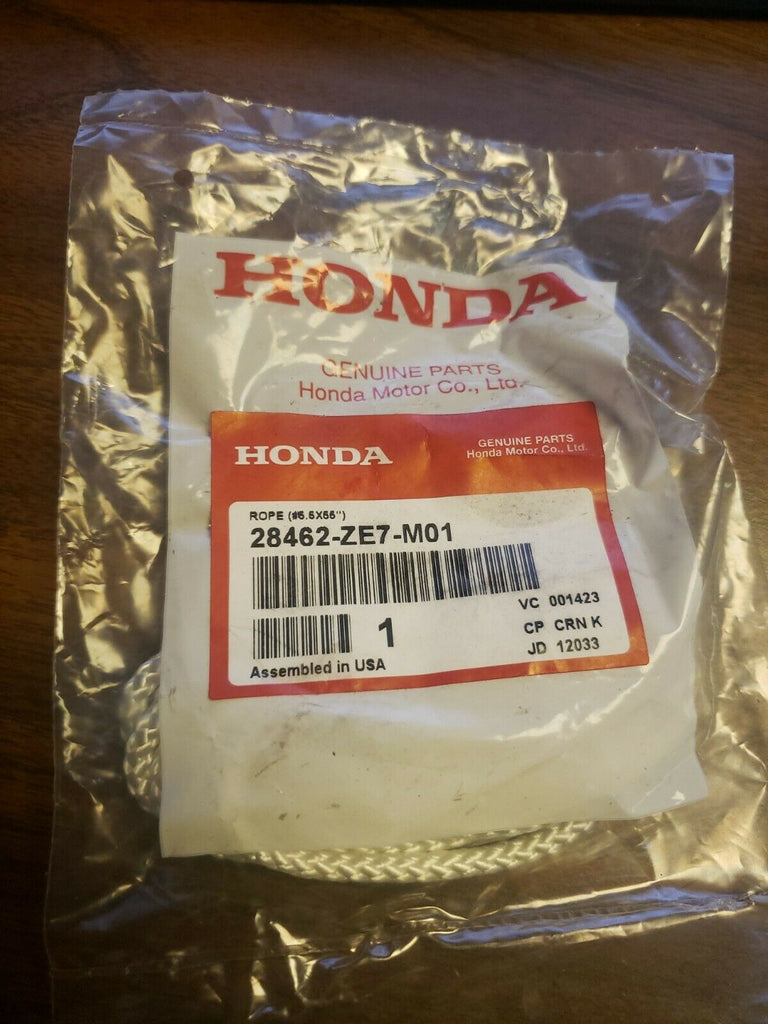 HONDA
GENUINE PARTS
Honda Motor Co., Ltd.
HONDA
GENUINE PARTS
Honda Motor Co., Ltd.
ROPE (#5.5X55")
28462-ZE7-M01
1
VC 001423
CP CRN K
JD 12033
Assembled in USA